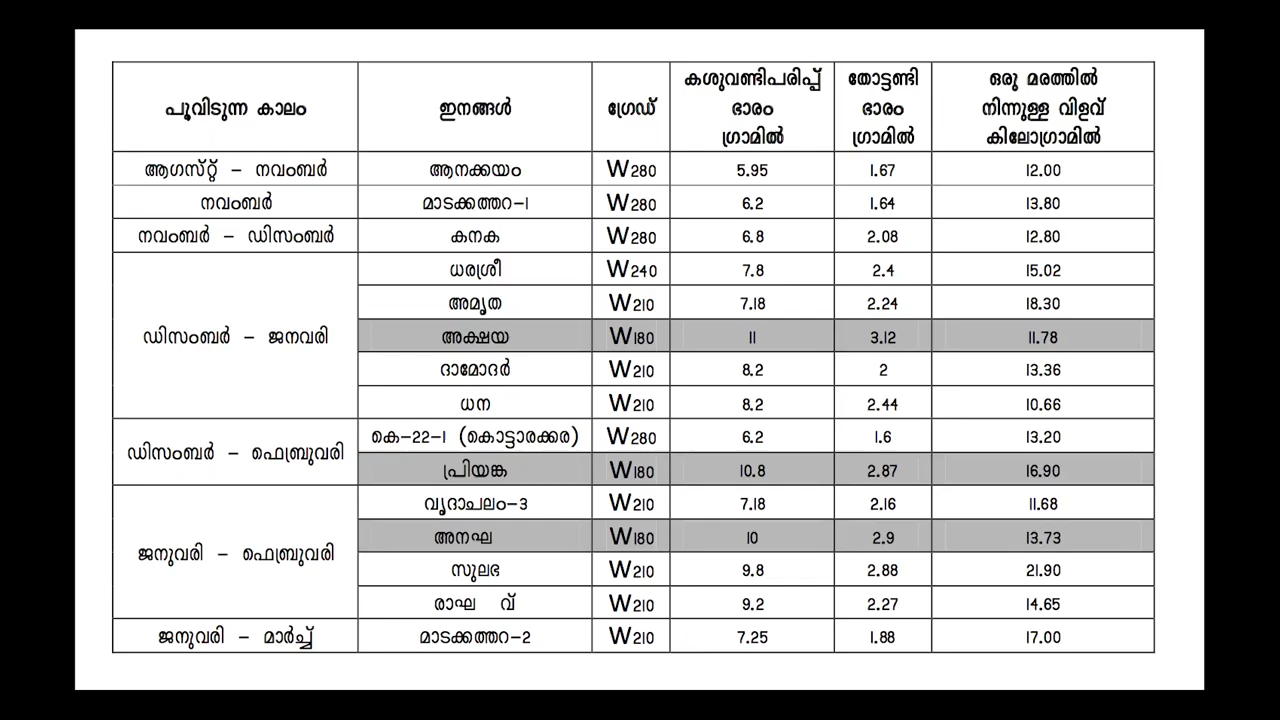 പൂവിടുന്ന കാലം ഇനങ്ങൾ ഗ്രേഡ് കശുവണ്ടിപരിപ്പ് ഭാരം ഗ്രാമിൽ തോട്ടണ്ടി ഭാരം ഗ്രാമിൽ ഒരു മരത്തിൽ നിന്നുള്ള വിളവ് കിലോഗ്രാമിൽ
ആഗസ്റ്റ് – നവംബർ ആനക്കയം W280 5.95 1.67 12.00
നവംബർ മാടക്കത്തറ-1 W280 6.2 1.64 13.80
നവംബർ – ഡിസംബർ കനക W280 6.8 2.08 12.80
ഡിസംബർ – ജനവരി ധരശ്രീ W240 7.8 2.4 15.02
അമൃത W210 7.18 2.24 18.30
അക്ഷയ W180 11 3.12 11.78
ദാമോദർ W210 8.2 2 13.36
ധന W210 8.2 2.44 10.66
ഡിസംബർ – ഫെബ്രുവരി കെ-22-1 (കൊട്ടാരക്കര) W280 6.2 1.6 13.20
പ്രിയങ്ക W180 10.8 2.87 16.90
ജനുവരി – ഫെബ്രുവരി വൃദാചലം-3 W210 7.18 2.16 11.68
അനഘ W180 10 2.9 13.73
സുലഭ W210 9.8 2.88 21.90
രാഘ വ് W210 9.2 2.27 14.65
ജനുവരി – മാർച്ച് മാടക്കത്തറ-2 W210 7.25 1.88 17.00